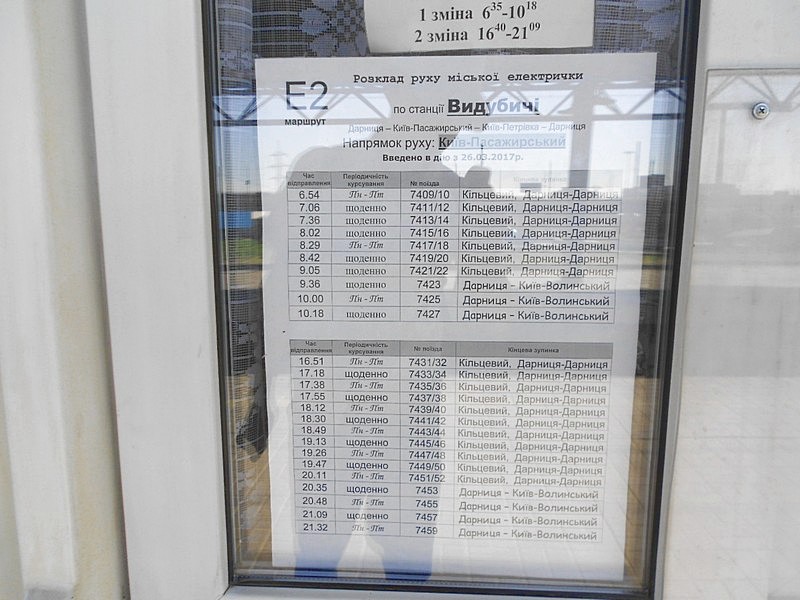 1 зміна 6³⁵-10¹⁸
2 зміна 16⁴⁰-21⁰⁹
E2
маршрут
Розклад руху міської електрички
по станції Видубичі
Дарниця – Київ-Пасажирський – Київ-Петрівка – Дарниця
Напрямок руху: Київ-Пасажирський
Введено в дію з 26.03.2017р.
Час відправлення Періодичність курсування № поїзда Кінцева зупинка
6.54 Пн - Пт 7409/10 Кільцевий, Дарниця-Дарниця
7.06 щоденно 7411/12 Кільцевий, Дарниця-Дарниця
7.36 щоденно 7413/14 Кільцевий, Дарниця-Дарниця
8.02 щоденно 7415/16 Кільцевий, Дарниця-Дарниця
8.29 Пн - Пт 7417/18 Кільцевий, Дарниця-Дарниця
8.42 щоденно 7419/20 Кільцевий, Дарниця-Дарниця
9.05 щоденно 7421/22 Кільцевий, Дарниця-Дарниця
9.36 щоденно 7423 Дарниця – Київ-Волинський
10.00 Пн - Пт 7425 Дарниця – Київ-Волинський
10.18 щоденно 7427 Дарниця – Київ-Волинський
Час відправлення Періодичність курсування № поїзда Кінцева зупинка
16.51 Пн - Пт 7431/32 Кільцевий, Дарниця-Дарниця
17.18 щоденно 7433/34 Кільцевий, Дарниця-Дарниця
17.38 Пн - Пт 7435/36 Кільцевий, Дарниця-Дарниця
17.55 щоденно 7437/38 Кільцевий, Дарниця-Дарниця
18.12 Пн - Пт 7439/40 Кільцевий, Дарниця-Дарниця
18.30 щоденно 7441/42 Кільцевий, Дарниця-Дарниця
18.49 Пн - Пт 7443/44 Кільцевий, Дарниця-Дарниця
19.13 щоденно 7445/46 Кільцевий, Дарниця-Дарниця
19.26 Пн - Пт 7447/48 Кільцевий, Дарниця-Дарниця
19.47 щоденно 7449/50 Кільцевий, Дарниця-Дарниця
20.11 Пн - Пт 7451/52 Кільцевий, Дарниця-Дарниця
20.35 щоденно 7453 Дарниця – Київ-Волинський
20.48 Пн - Пт 7455 Дарниця – Київ-Волинський
21.09 щоденно 7457 Дарниця – Київ-Волинський
21.32 Пн - Пт 7459 Дарниця – Київ-Волинський